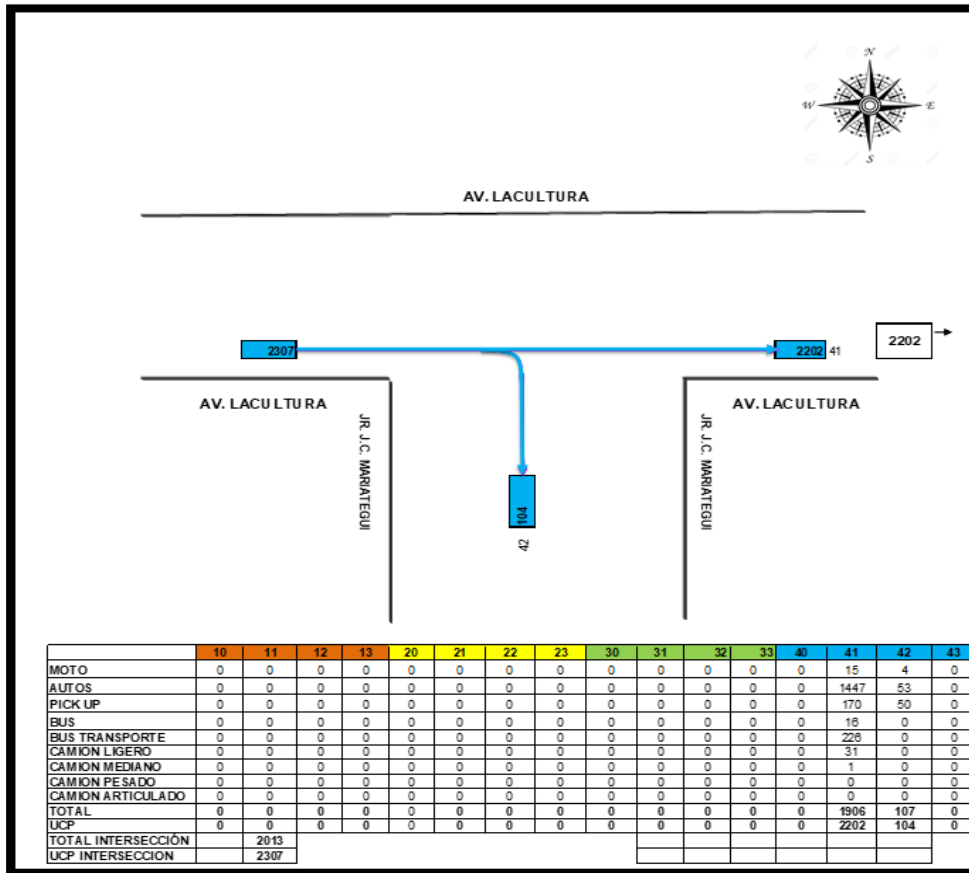 N
W E
S
AV. LACULTURA
2307 2202 41 2202
AV. LACULTURA AV. LACULTURA
JR. J.C. MARIATEGUI JR. J.C. MARIATEGUI
104
42
10 11 12 13 20 21 22 23 30 31 32 33 40 41 42 43
MOTO 0 0 0 0 0 0 0 0 0 0 0 0 0 15 4 0
AUTOS 0 0 0 0 0 0 0 0 0 0 0 0 0 1447 53 0
PICK UP 0 0 0 0 0 0 0 0 0 0 0 0 0 170 50 0
BUS 0 0 0 0 0 0 0 0 0 0 0 0 0 16 0 0
BUS TRANSPORTE 0 0 0 0 0 0 0 0 0 0 0 0 0 226 0 0
CAMION LIGERO 0 0 0 0 0 0 0 0 0 0 0 0 0 31 0 0
CAMION MEDIANO 0 0 0 0 0 0 0 0 0 0 0 0 0 1 0 0
CAMION PESADO 0 0 0 0 0 0 0 0 0 0 0 0 0 0 0 0
CAMION ARTICULADO 0 0 0 0 0 0 0 0 0 0 0 0 0 0 0 0
TOTAL 0 0 0 0 0 0 0 0 0 0 0 0 0 1906 107 0
UCP 0 0 0 0 0 0 0 0 0 0 0 0 0 2202 104 0
TOTAL INTERSECCIÓN 2013
UCP INTERSECCION 2307